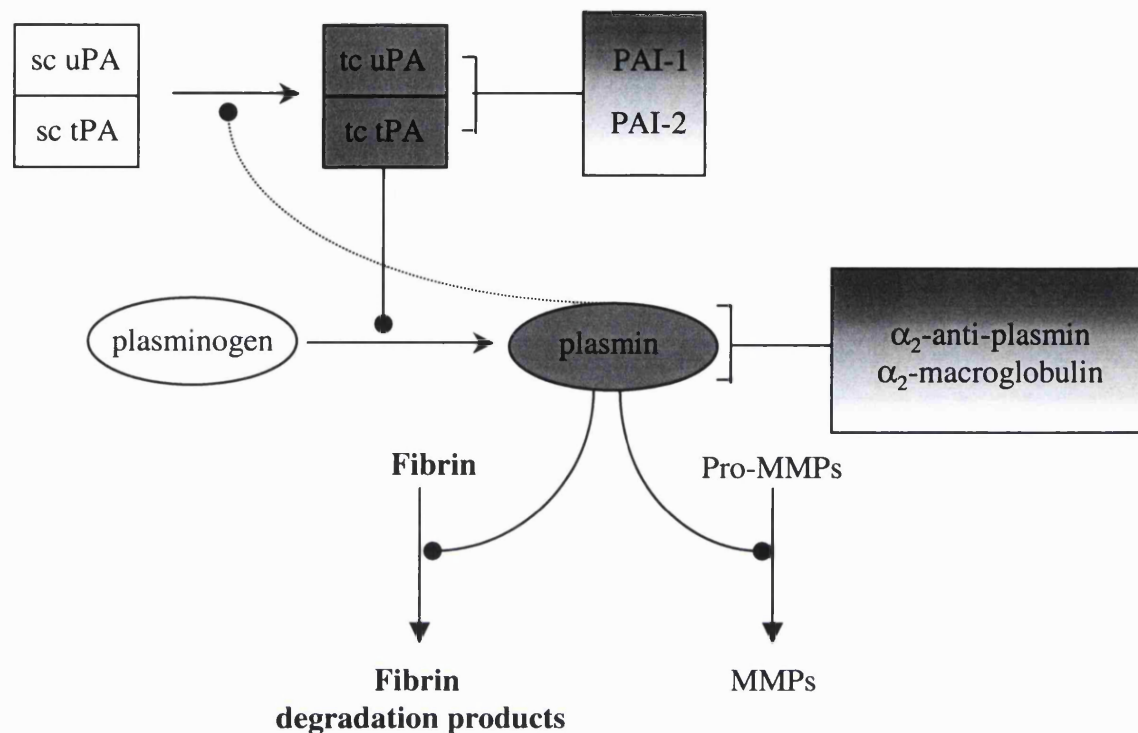 sc uPA
sc tPA
tc uPA
tc tPA
PAI-1
PAI-2
plasminogen
plasmin
α₂-anti-plasmin
α₂-macroglobulin
Fibrin
Pro-MMPs
Fibrin
degradation products
MMPs